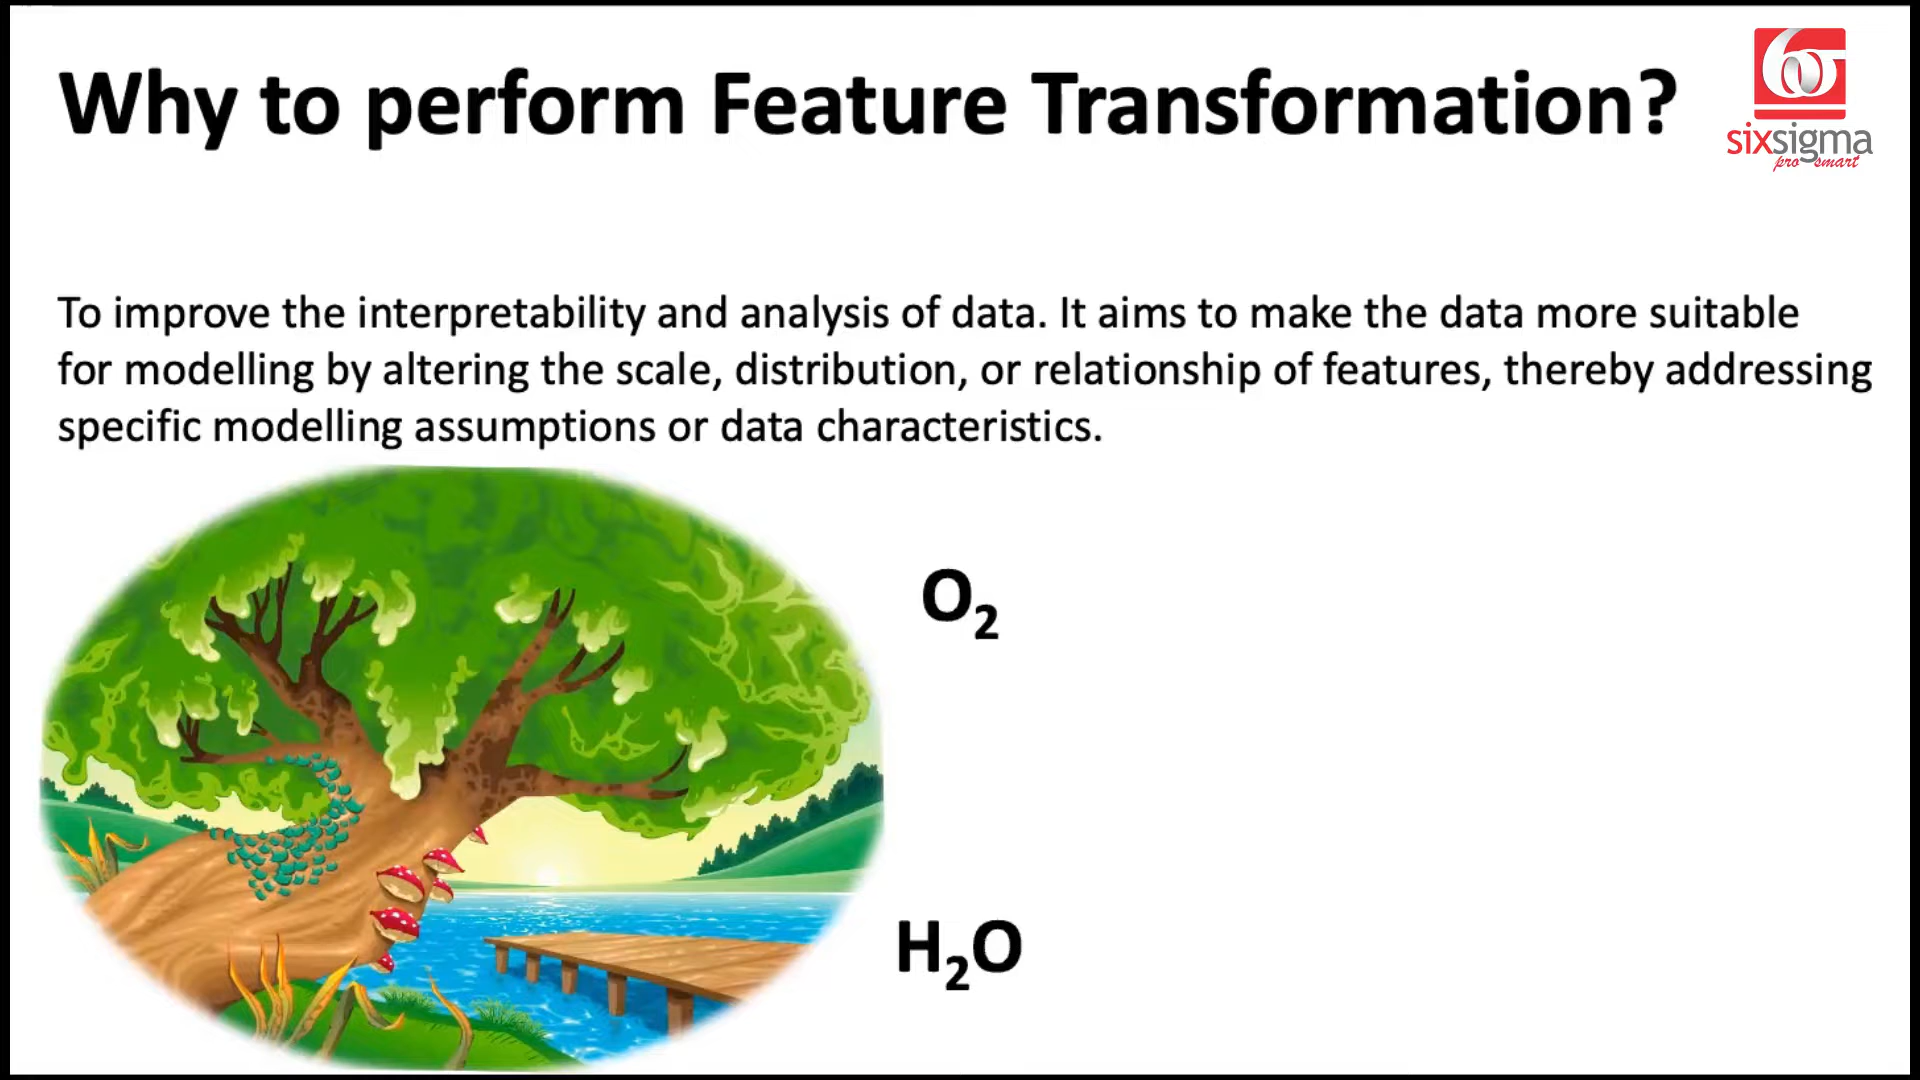 Why to perform Feature Transformation?
sixsigma
pro smart
To improve the interpretability and analysis of data. It aims to make the data more suitable
for modelling by altering the scale, distribution, or relationship of features, thereby addressing
specific modelling assumptions or data characteristics.
O₂
H₂O